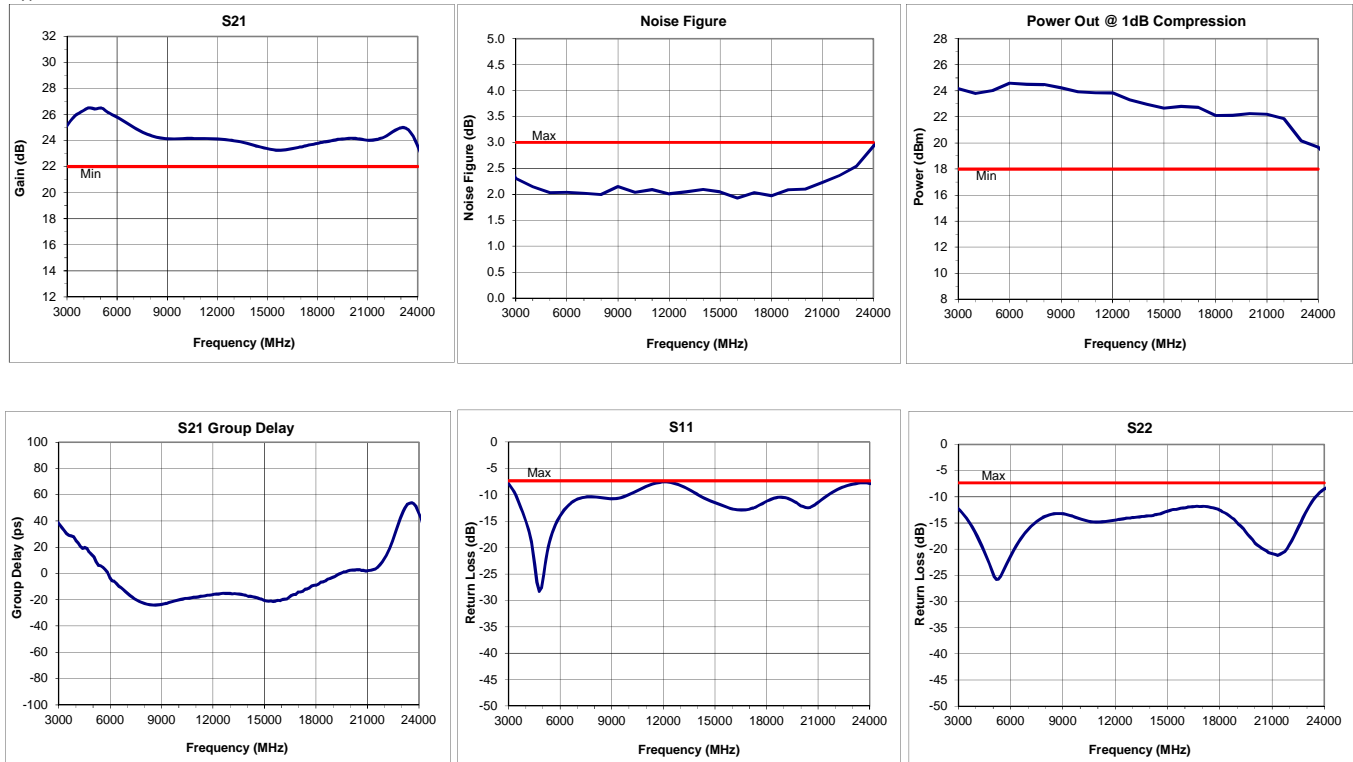 S21
32
30
28
26
24
22
20
18
16
14
12
Gain (dB)
Min
3000 6000 9000 12000 15000 18000 21000 24000
Frequency (MHz)
Noise Figure
5.0
4.5
4.0
3.5
3.0
2.5
2.0
1.5
1.0
0.5
0.0
Noise Figure (dB)
Max
3000 6000 9000 12000 15000 18000 21000 24000
Frequency (MHz)
Power Out @ 1dB Compression
28
26
24
22
20
18
16
14
12
10
8
Power (dBm)
Min
3000 6000 9000 12000 15000 18000 21000 24000
Frequency (MHz)
S21 Group Delay
100
80
60
40
20
0
-20
-40
-60
-80
-100
Group Delay (ps)
3000 6000 9000 12000 15000 18000 21000 24000
Frequency (MHz)
S11
0
-5
-10
-15
-20
-25
-30
-35
-40
-45
-50
Return Loss (dB)
Max
3000 6000 9000 12000 15000 18000 21000 24000
Frequency (MHz)
S22
0
-5
-10
-15
-20
-25
-30
-35
-40
-45
-50
Return Loss (dB)
Max
3000 6000 9000 12000 15000 18000 21000 24000
Frequency (MHz)